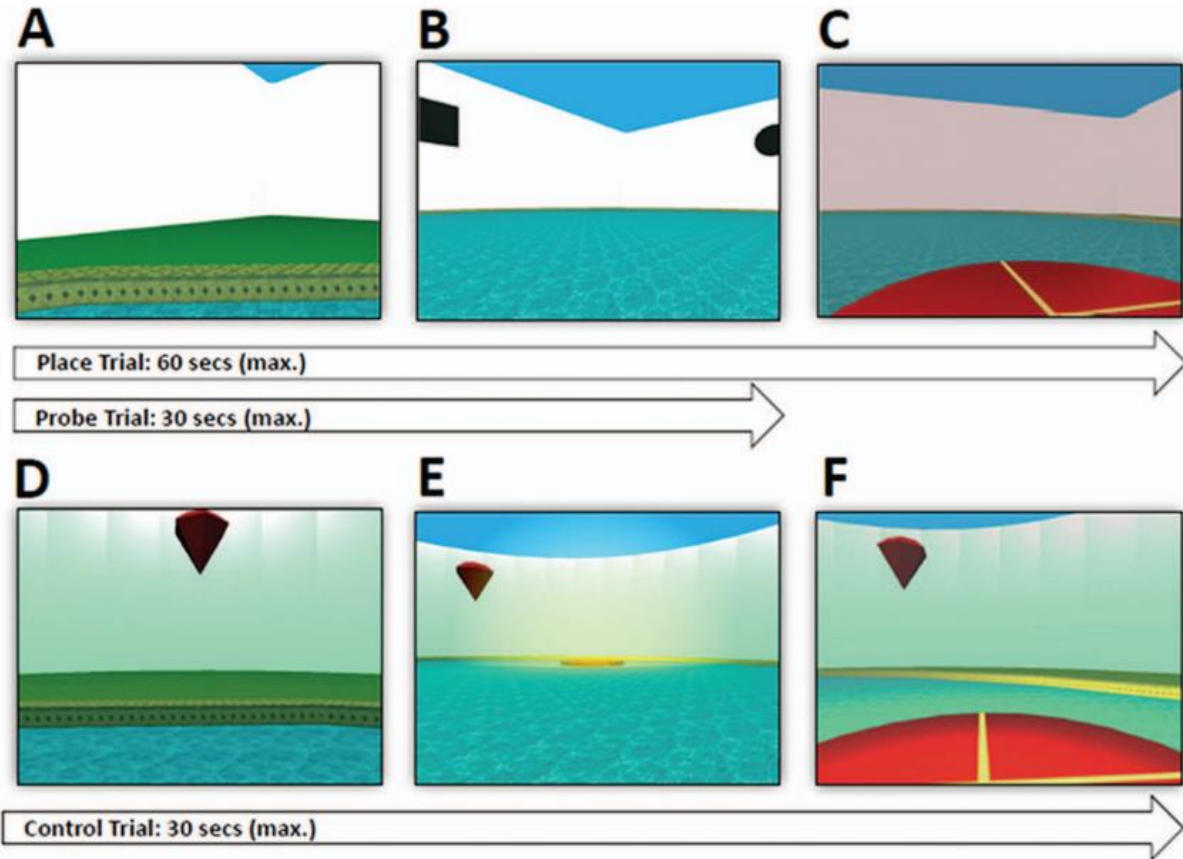 A
B
C
Place Trial: 60 secs (max.)
Probe Trial: 30 secs (max.)
D
E
F
Control Trial: 30 secs (max.)